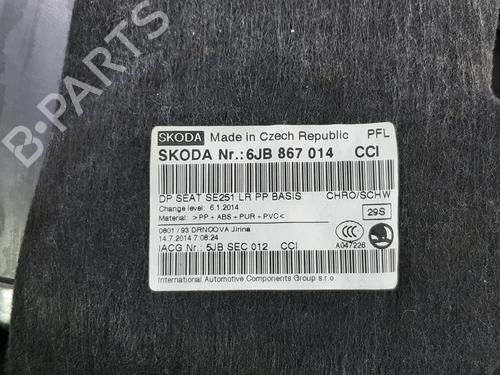 SKODA Made in Czech Republic PFL
SKODA Nr.: 6JB 867 014 CCI
DP SEAT SE251 LR PP BASIS CHRO/SCHW
Change level: 6.1.2014
Material: >PP+ABS+PUR+PVC<
29S
0801 / 93 DRNCOVA Jirina
14.7.2014 7:08:24
IACG Nr.: 5JB SEC 012 CCI
A047226
International Automotive Components Group s.r.o.
B-PARTS